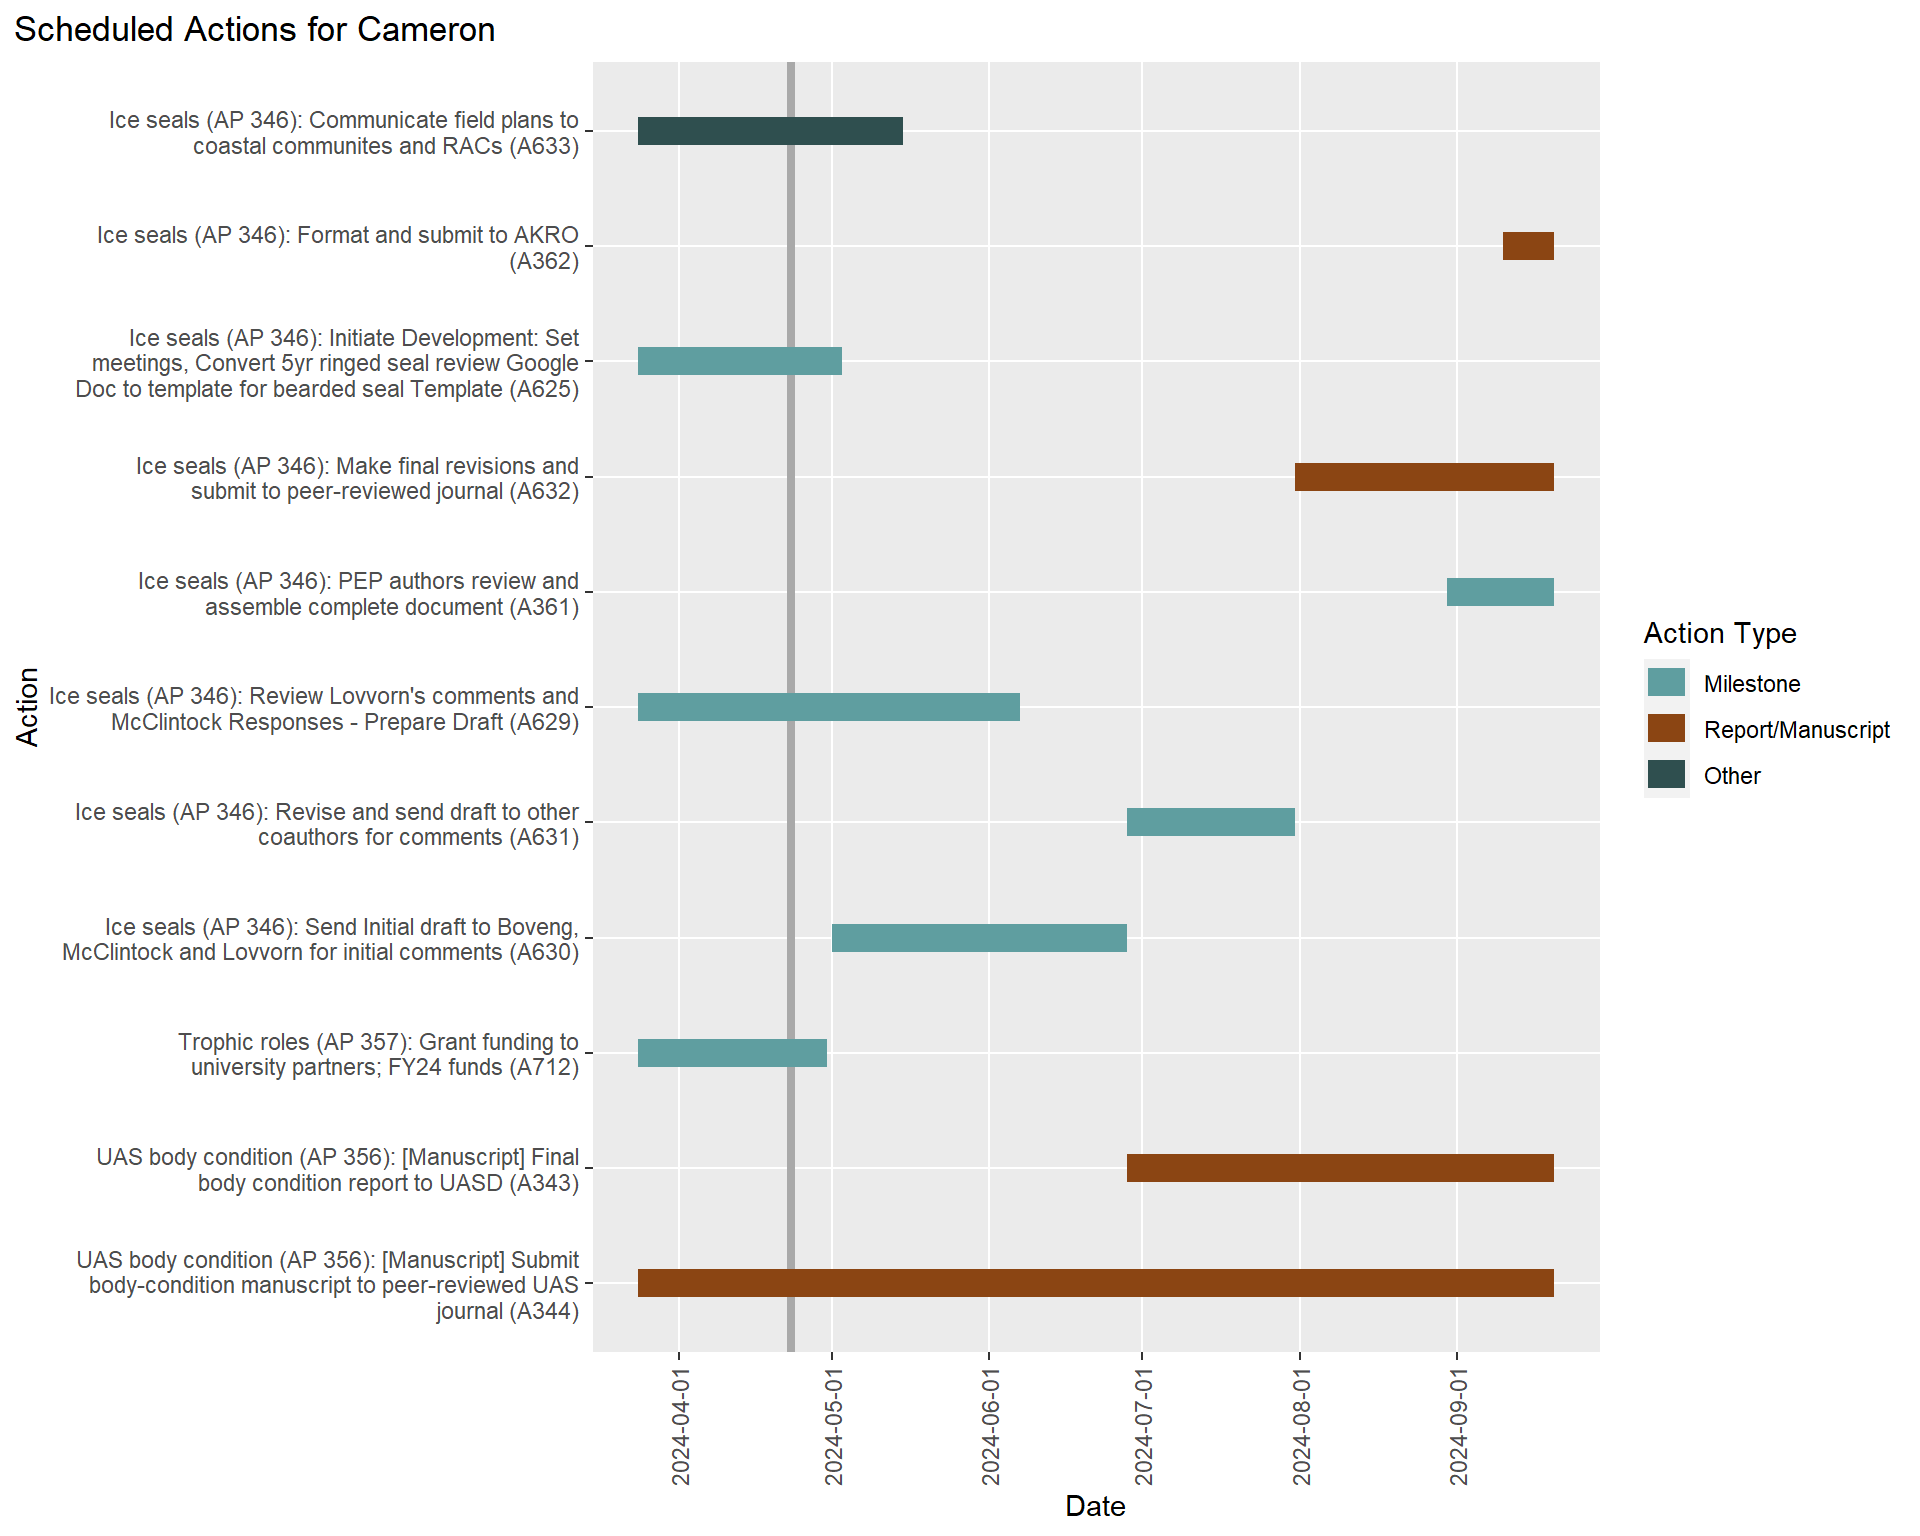 Scheduled Actions for Cameron
Ice seals (AP 346): Communicate field plans to
coastal communites and RACs (A633)
Ice seals (AP 346): Format and submit to AKRO
(A362)
Ice seals (AP 346): Initiate Development: Set
meetings, Convert 5yr ringed seal review Google
Doc to template for bearded seal Template (A625)
Ice seals (AP 346): Make final revisions and
submit to peer-reviewed journal (A632)
Ice seals (AP 346): PEP authors review and
assemble complete document (A361)
Ice seals (AP 346): Review Lovvorn's comments and
McClintock Responses - Prepare Draft (A629)
Ice seals (AP 346): Revise and send draft to other
coauthors for comments (A631)
Ice seals (AP 346): Send Initial draft to Boveng,
McClintock and Lovvorn for initial comments (A630)
Trophic roles (AP 357): Grant funding to
university partners; FY24 funds (A712)
UAS body condition (AP 356): [Manuscript] Final
body condition report to UASD (A343)
UAS body condition (AP 356): [Manuscript] Submit
body-condition manuscript to peer-reviewed UAS
journal (A344)
Action
2024-04-01
2024-05-01
2024-06-01
2024-07-01
2024-08-01
2024-09-01
Date
Action Type
Milestone
Report/Manuscript
Other